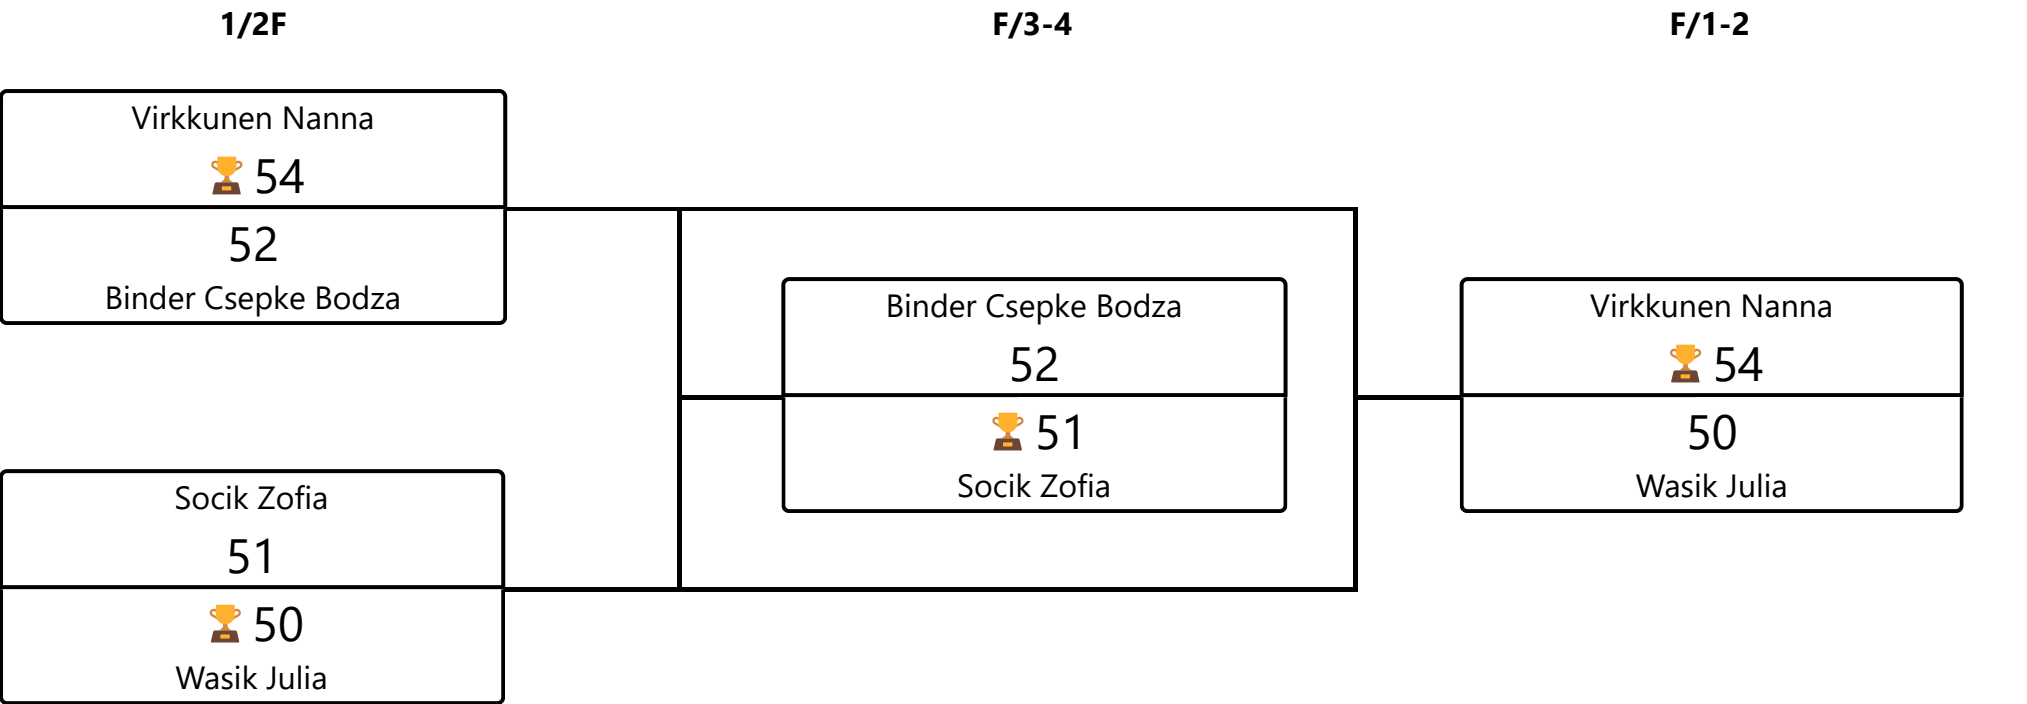 1/2F
F/3-4
F/1-2
Virkkunen Nanna
54
52
Binder Csepke Bodza
Socik Zofia
51
50
Wasik Julia
Binder Csepke Bodza
52
51
Socik Zofia
Virkkunen Nanna
54
50
Wasik Julia